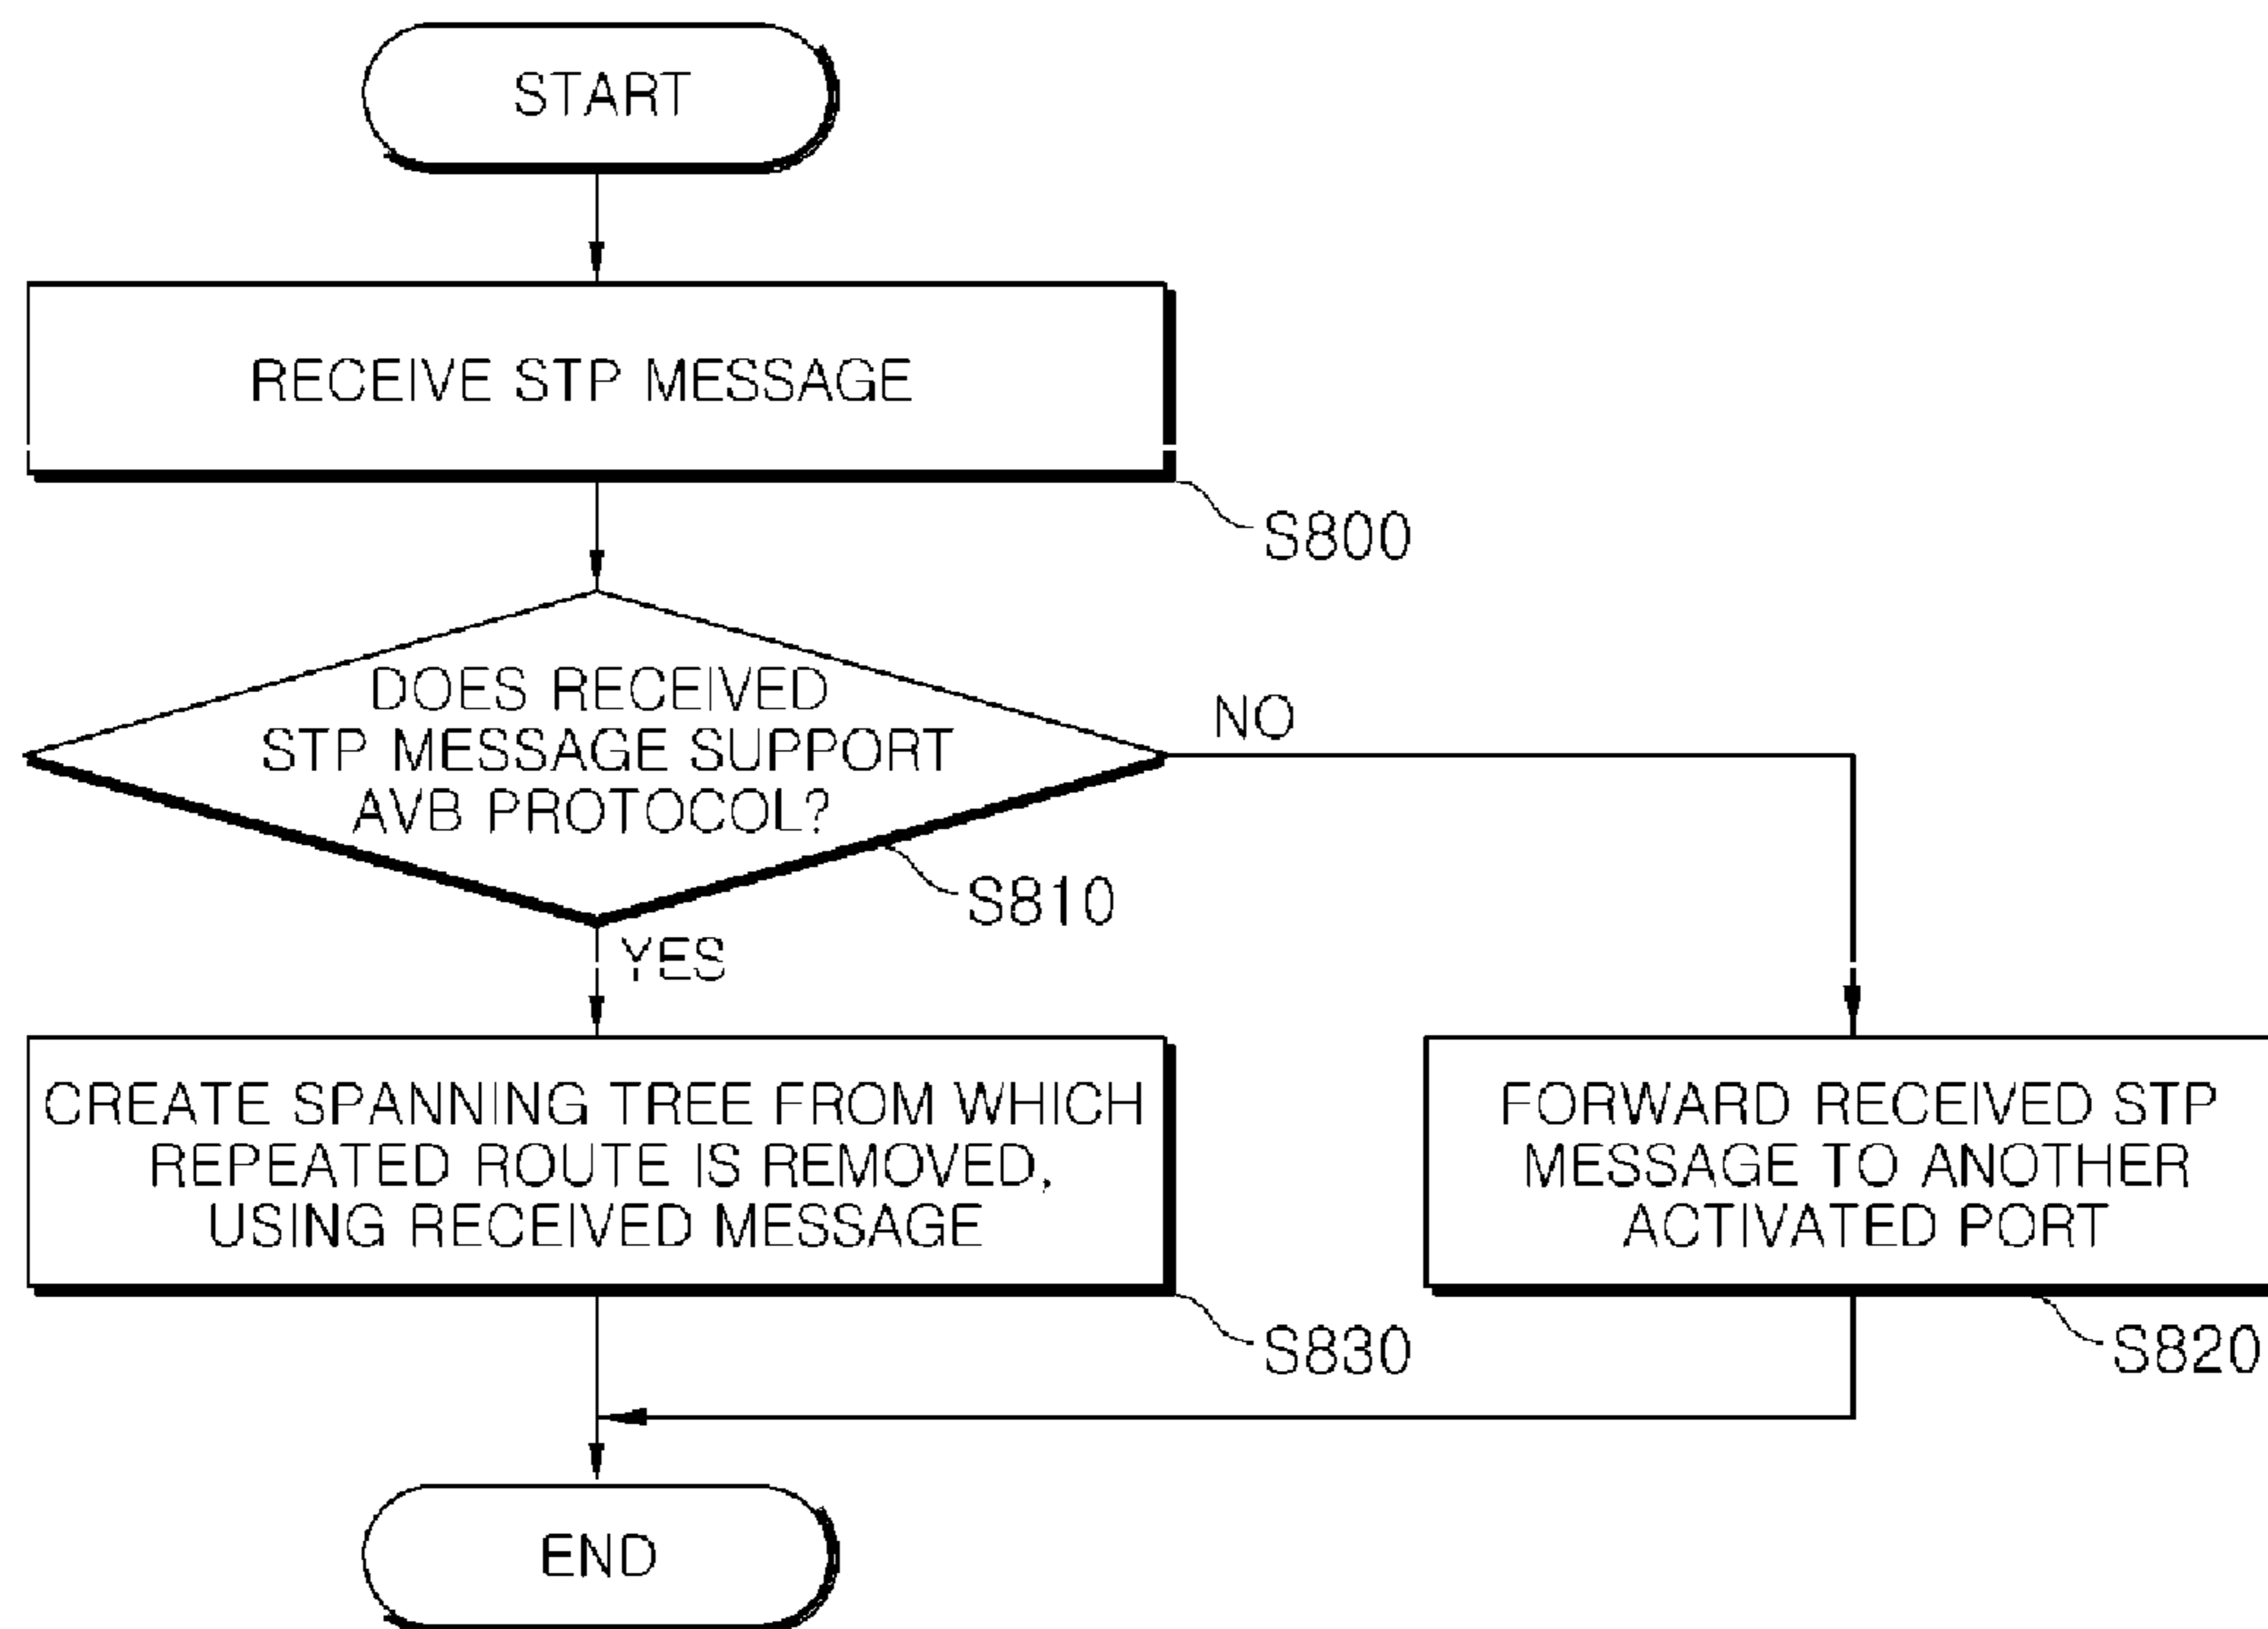 START
RECEIVE STP MESSAGE
S800
DOES RECEIVED
STP MESSAGE SUPPORT
AVB PROTOCOL?
NO
S810
YES
CREATE SPANNING TREE FROM WHICH
REPEATED ROUTE IS REMOVED,
USING RECEIVED MESSAGE
S830
FORWARD RECEIVED STP
MESSAGE TO ANOTHER
ACTIVATED PORT
S820
END